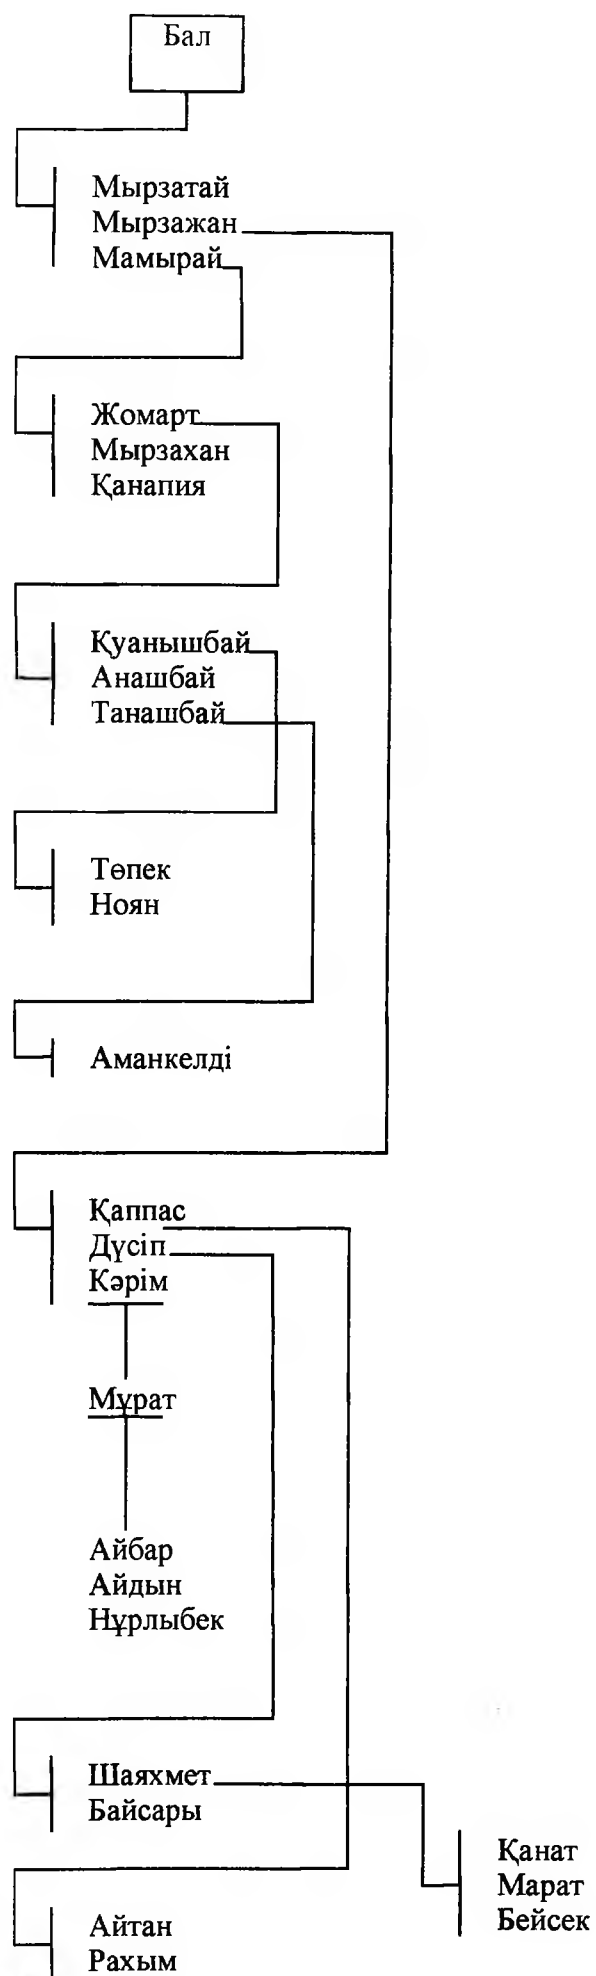 Бал
Мырзатай
Мырзажан
Мамырай
Жомарт
Мырзахан
Қанапия
Қуанышбай
Анашбай
Танашбай
Төпек
Ноян
Аманкелді
Қаппас
Дүсіп
Кәрім
Мұрат
Айбар
Айдын
Нұрлыбек
Шаяхмет
Байсары
Қанат
Марат
Бейсек
Айтан
Рахым